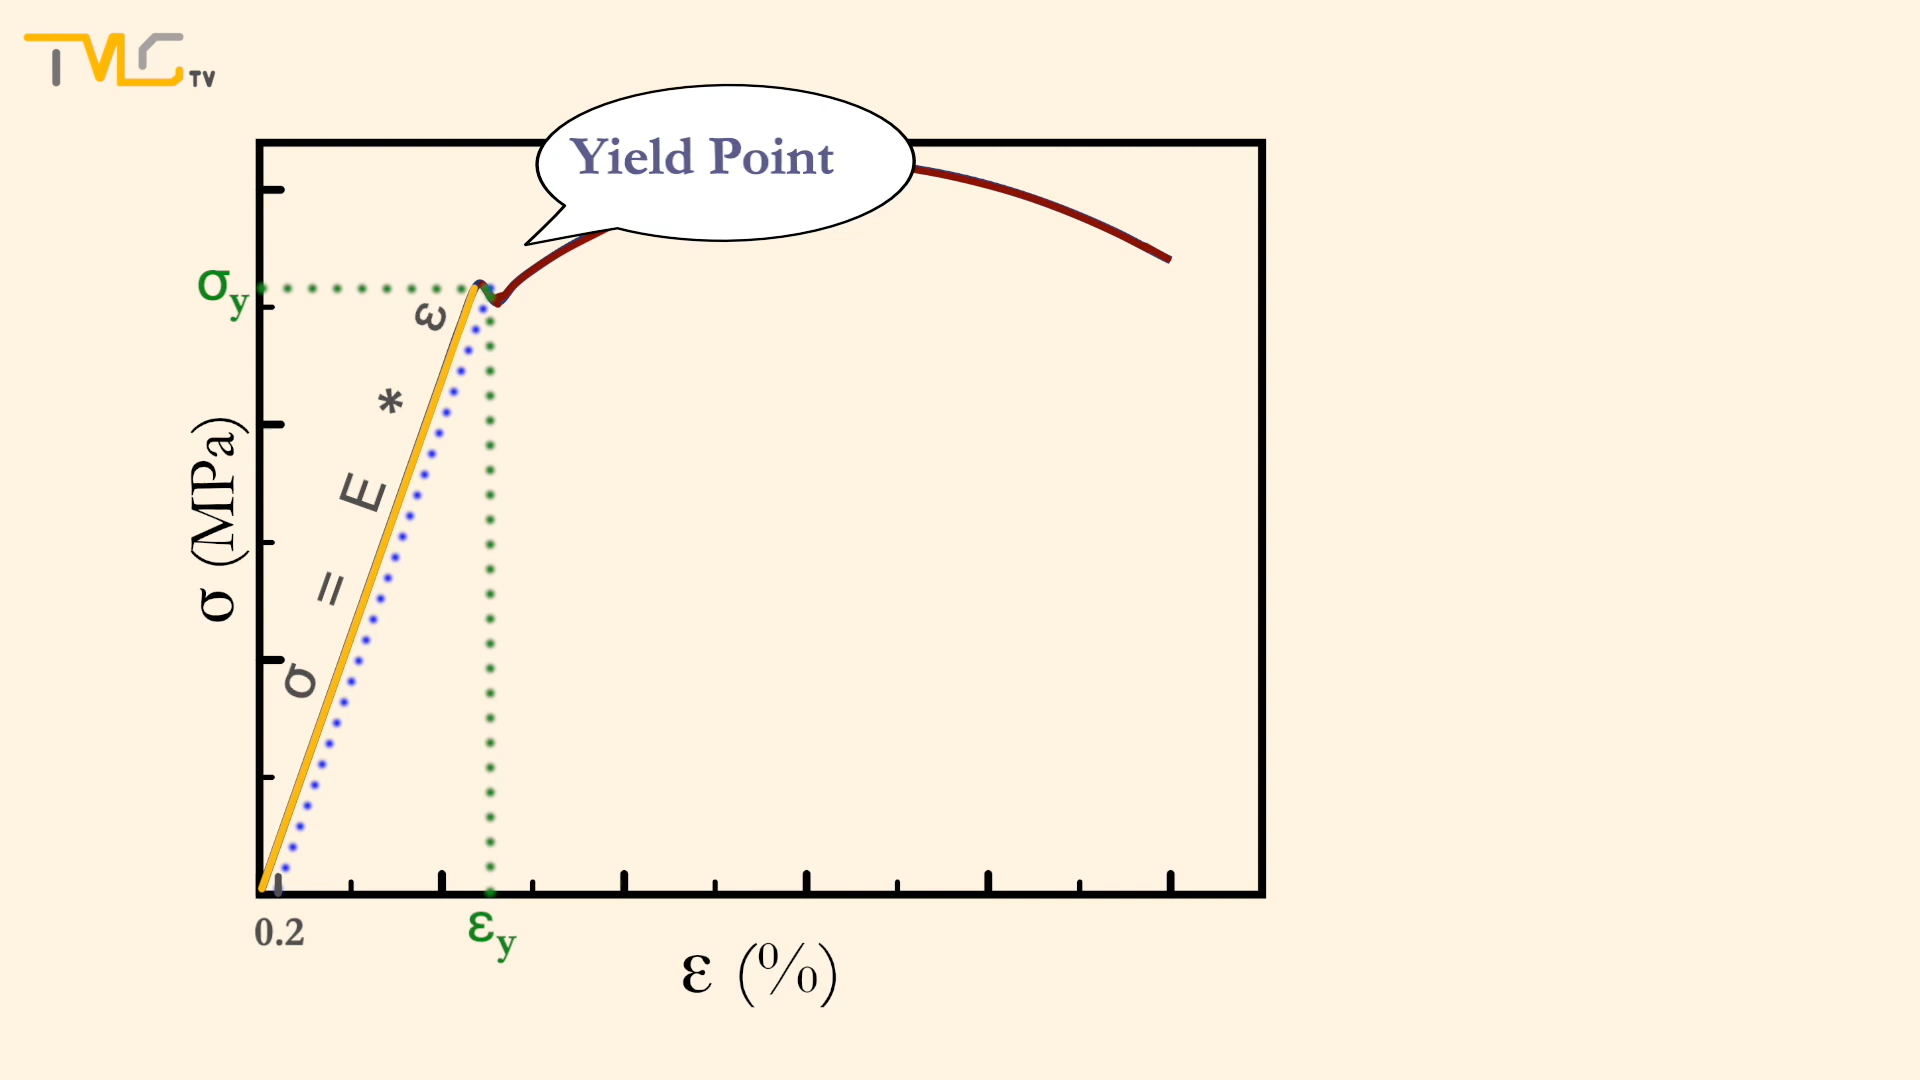 TMC TV
Yield Point
σy
σ = E * ε
σ (MPa)
0.2
εy
ε (%)